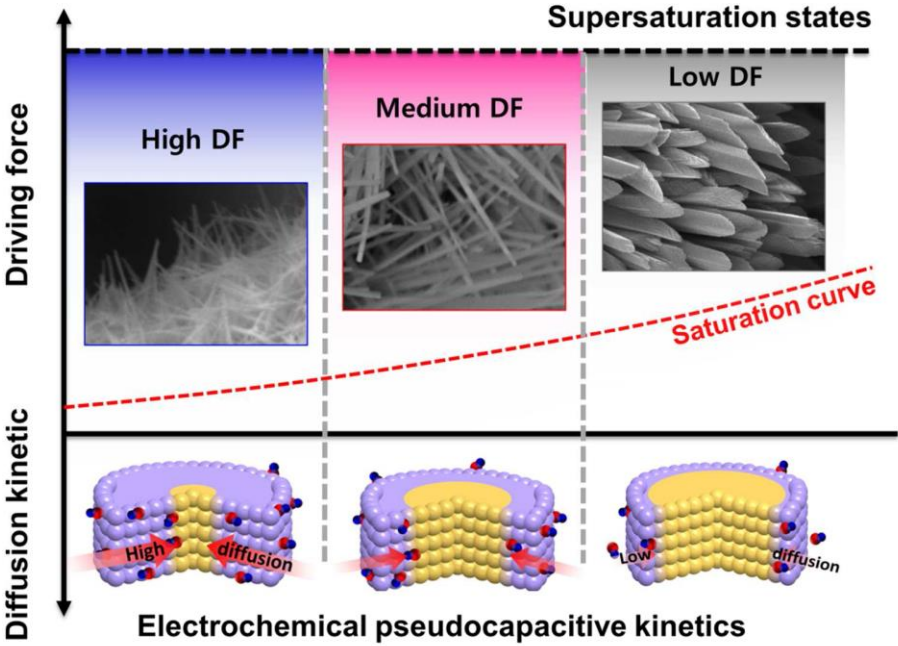 Supersaturation states
Driving force
High DF
Medium DF
Low DF
Saturation curve
Diffusion kinetic
High
diffusion
Low
diffusion
Electrochemical pseudocapacitive kinetics